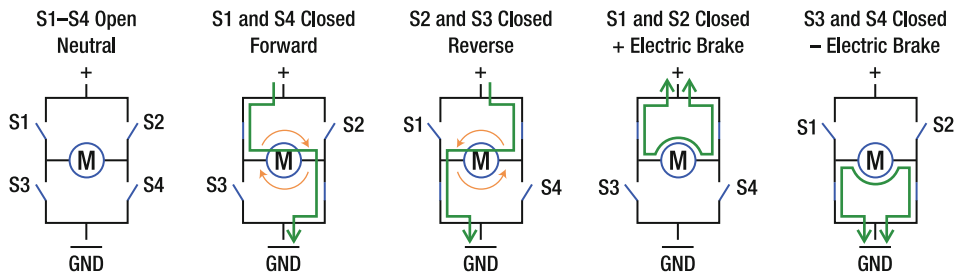 S1–S4 Open
Neutral
+
S1
S2
M
S3
S4
GND
S1 and S4 Closed
Forward
+
S2
M
S3
GND
S2 and S3 Closed
Reverse
+
S1
M
S4
GND
S1 and S2 Closed
+ Electric Brake
+
M
S3
S4
GND
S3 and S4 Closed
– Electric Brake
+
S1
S2
M
GND